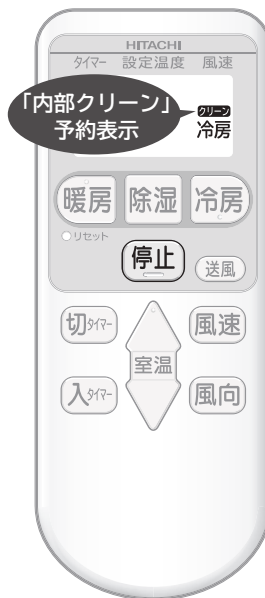 HITACHI
タイマー 設定温度 風速
「内部クリーン」
予約表示
クリーン
冷房
暖房 除湿 冷房
リセット
停止
送風
切タイマー
風速
室温
入タイマー
風向